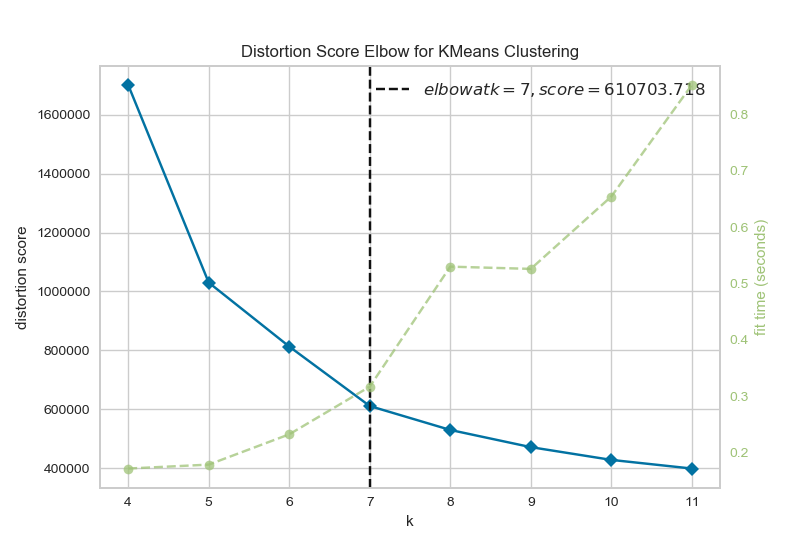 Distortion Score Elbow for KMeans Clustering
elbowatk = 7, score = 610703.718
distortion score
1600000
1400000
1200000
1000000
800000
600000
400000
0.8
0.7
0.6
0.5
0.4
0.3
0.2
fit time (seconds)
4 5 6 7 8 9 10 11
k